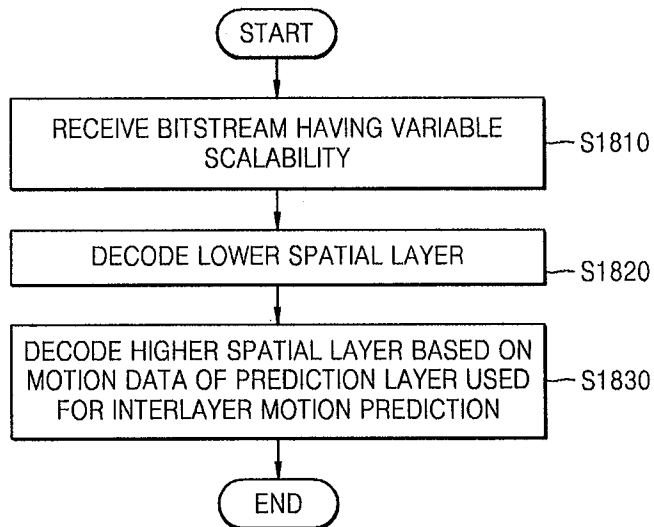 START
RECEIVE BITSTREAM HAVING VARIABLE
SCALABILITY
S1810
DECODE LOWER SPATIAL LAYER
S1820
DECODE HIGHER SPATIAL LAYER BASED ON
MOTION DATA OF PREDICTION LAYER USED
FOR INTERLAYER MOTION PREDICTION
S1830
END